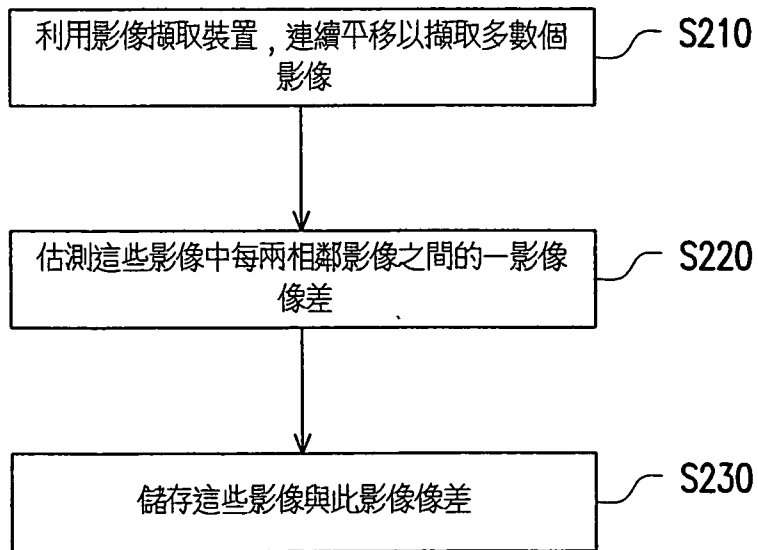 利用影像擷取裝置,連續平移以擷取多數個
影像
S210
估測這些影像中每兩相鄰影像之間的一影像
像差
S220
儲存這些影像與此影像像差
S230